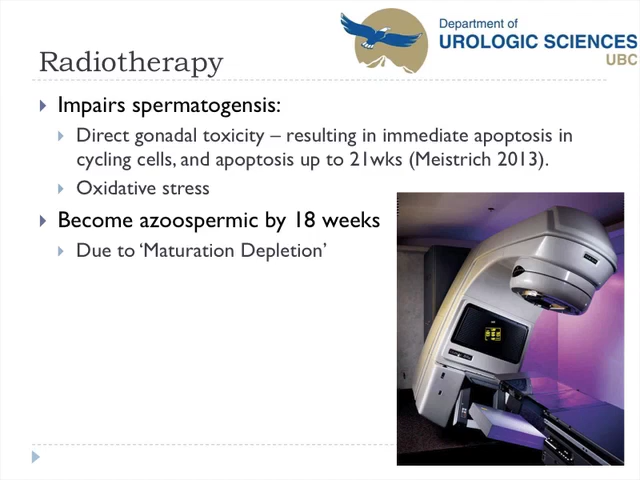 Department of
UROLOGIC SCIENCES
UBC
Radiotherapy
Impairs spermatogensis:
Direct gonadal toxicity – resulting in immediate apoptosis in
cycling cells, and apoptosis up to 21wks (Meistrich 2013).
Oxidative stress
Become azoospermic by 18 weeks
Due to ‘Maturation Depletion’